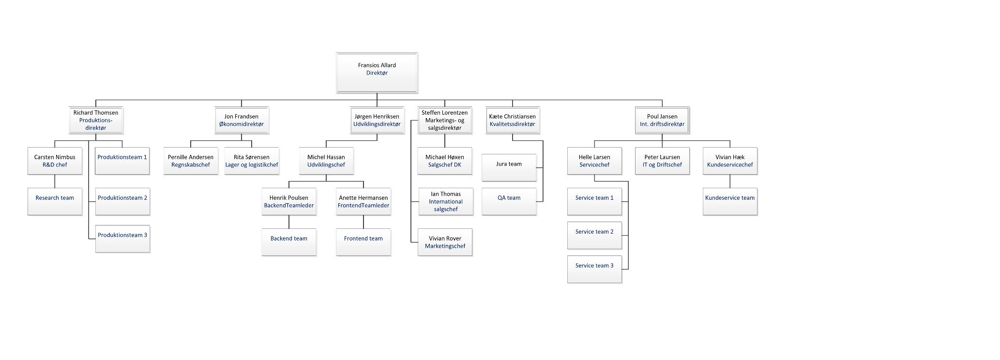 Fransios Allard
Direktør
Richard Thomsen
Produktions-
direktør
Jon Frandsen
Økonomidirektør
Jørgen Henriksen
Udviklingsdirektør
Steffen Lorentzen
Marketings- og
salgsdirektør
Kæte Christiansen
Kvalitetssdirektør
Poul Jansen
Int. driftsdirektør
Carsten Nimbus
R&D chef
Produktionsteam 1
Pernille Andersen
Regnskabschef
Rita Sørensen
Lager og logistikchef
Michel Hassan
Udviklingschef
Michael Høxen
Salgschef DK
Jura team
Helle Larsen
Servicechef
Peter Laursen
IT og Driftschef
Vivian Hæk
Kundeservicechef
Research team
Produktionsteam 2
Henrik Poulsen
BackendTeamleder
Anette Hermansen
FrontendTeamleder
Ian Thomas
International
salgschef
QA team
Service team 1
Kundeservice team
Produktionsteam 3
Backend team
Frontend team
Vivian Rover
Marketingschef
Service team 2
Service team 3